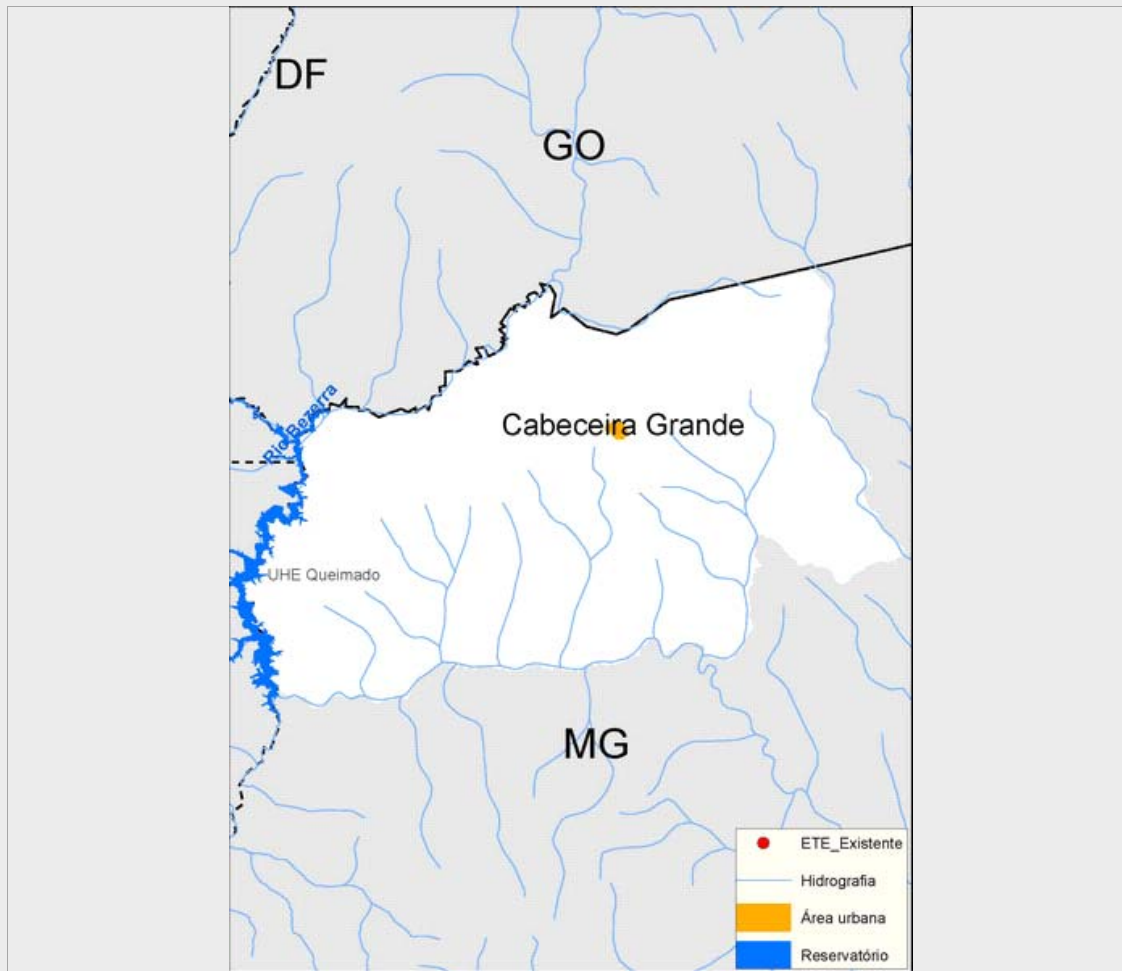 DF
GO
Rio Bezerra
Cabeceira Grande
UHE Queimado
MG
ETE_Existente
Hidrografia
Área urbana
Reservatório